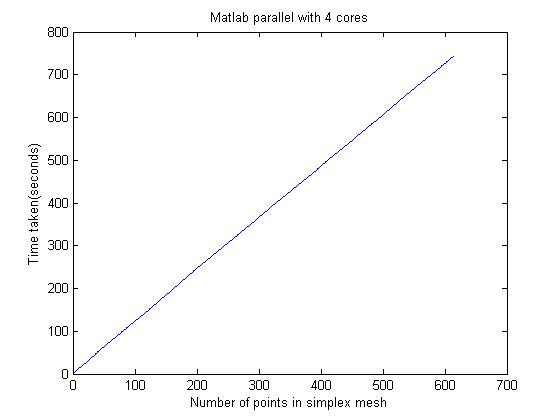 Matlab parallel with 4 cores
800
700
600
500
400
300
200
100
0
Time taken(seconds)
0 100 200 300 400 500 600 700
Number of points in simplex mesh